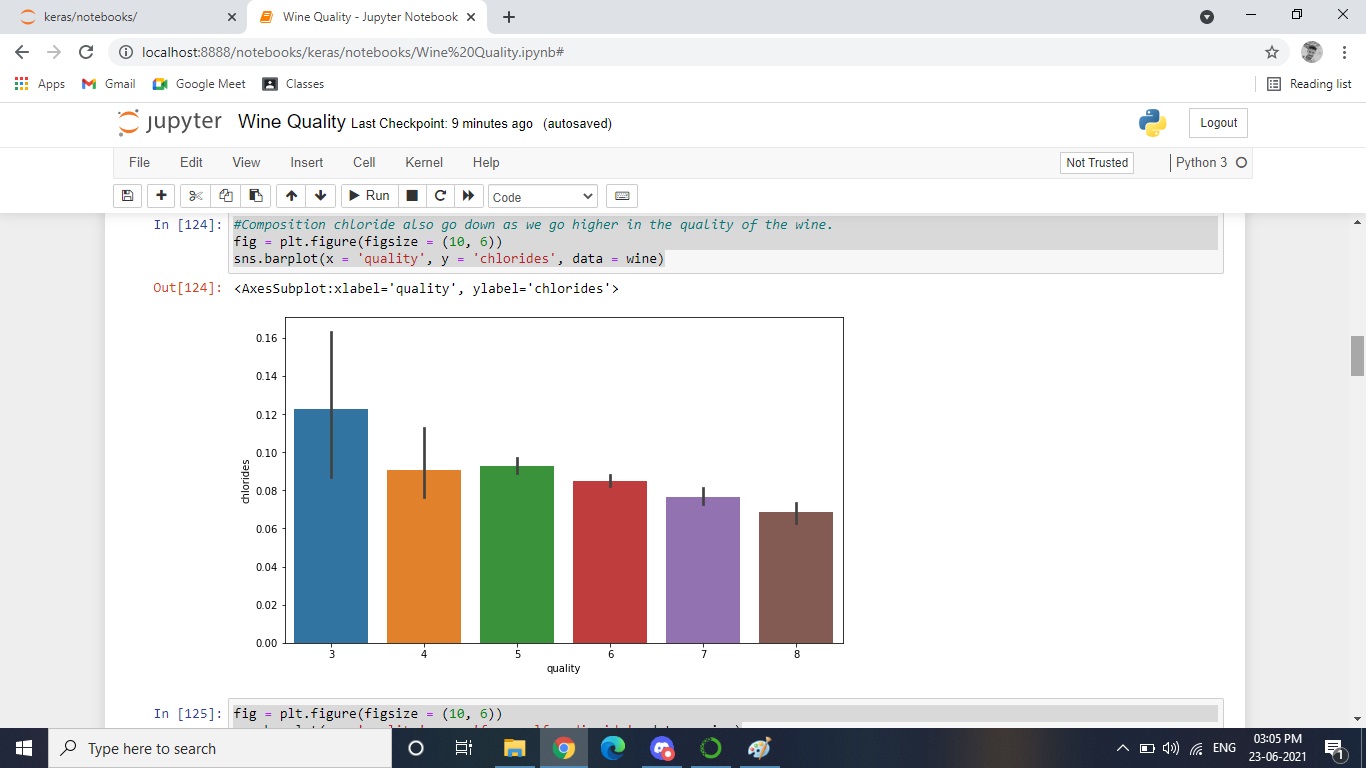 keras/notebooks/
Wine Quality - Jupyter Notebook
localhost:8888/notebooks/keras/notebooks/Wine%20Quality.ipynb#
Apps Gmail Google Meet Classes Reading list
jupyter Wine Quality Last Checkpoint: 3 minutes ago (autosaved) Logout
File Edit View Insert Cell Kernel Help Not Trusted Python 3
Run Code
In [124]: #Composition chloride also go down as we go higher in the quality of the wine.
fig = plt.figure(figsize = (10, 6))
sns.barplot(x = 'quality', y = 'chlorides', data = wine)
Out[124]: <AxesSubplot:xlabel='quality', ylabel='chlorides'>
0.16
0.14
0.12
0.10
0.08
0.06
0.04
0.02
0.00
chlorides
3 4 5 6 7 8
quality
In [125]: fig = plt.figure(figsize = (10, 6))
Type here to search
ENG
03:05 PM
23-06-2021
1